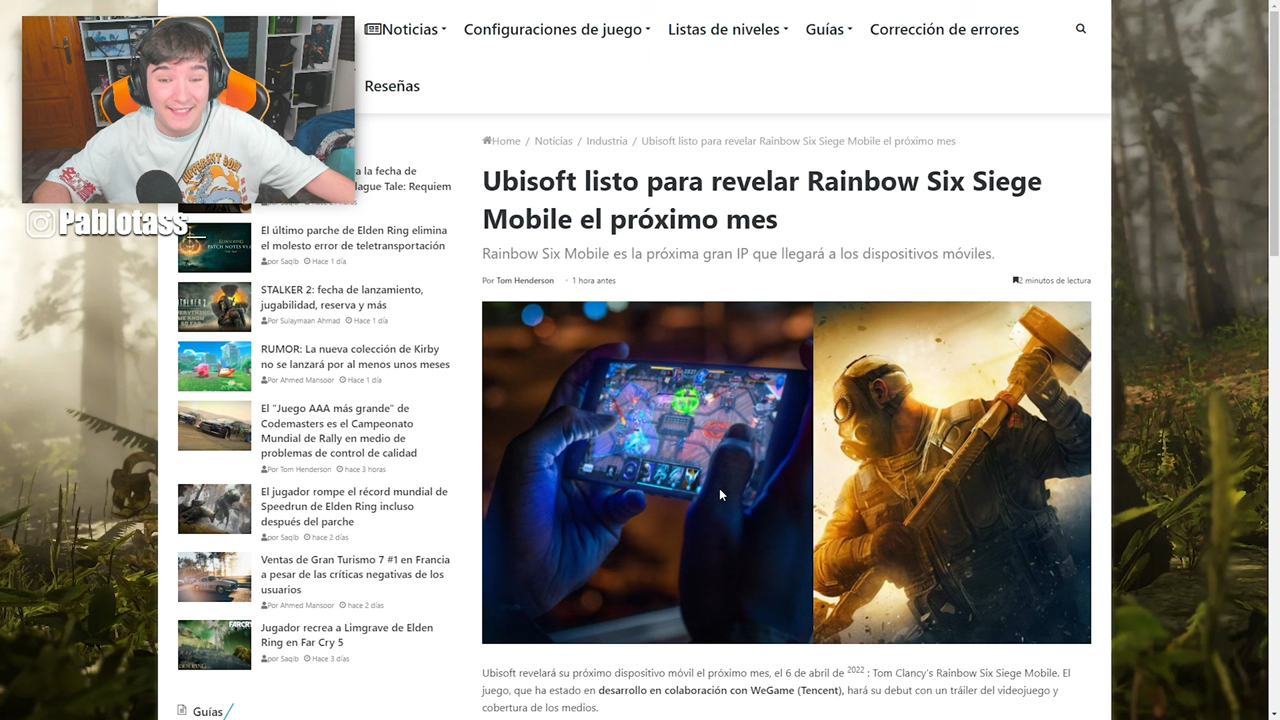 Noticias
Configuraciones de juego
Listas de niveles
Guías
Corrección de errores
Reseñas
Pablotass
Home / Noticias / Industria / Ubisoft listo para revelar Rainbow Six Siege Mobile el próximo mes
Ubisoft listo para revelar Rainbow Six Siege
Mobile el próximo mes
Rainbow Six Mobile es la próxima gran IP que llegará a los dispositivos móviles.
Por Tom Henderson - 1 hora antes
2 minutos de lectura
a la fecha de
lague Tale: Requiem
El último parche de Elden Ring elimina
el molesto error de teletransportación
Por Saqib Hace 1 día
STALKER 2: fecha de lanzamiento,
jugabilidad, reserva y más
Por Sulaymaan Ahmad Hace 1 día
RUMOR: La nueva colección de Kirby
no se lanzará por al menos unos meses
Por Ahmed Mansoor Hace 1 día
El "Juego AAA más grande" de
Codemasters es el Campeonato
Mundial de Rally en medio de
problemas de control de calidad
Por Tom Henderson hace 3 horas
El jugador rompe el récord mundial de
Speedrun de Elden Ring incluso
después del parche
Por Saqib hace 2 días
Ventas de Gran Turismo 7 #1 en Francia
a pesar de las críticas negativas de los
usuarios
Por Ahmed Mansoor hace 2 días
Jugador recrea a Limgrave de Elden
Ring en Far Cry 5
por Saqib Hace 3 días
Guías
Ubisoft revelará su próximo dispositivo móvil el próximo mes, el 6 de abril de 2022 : Tom Clancy's Rainbow Six Siege Mobile. El
juego, que ha estado en desarrollo en colaboración con WeGame (Tencent), hará su debut con un tráiler del videojuego y
cobertura de los medios.